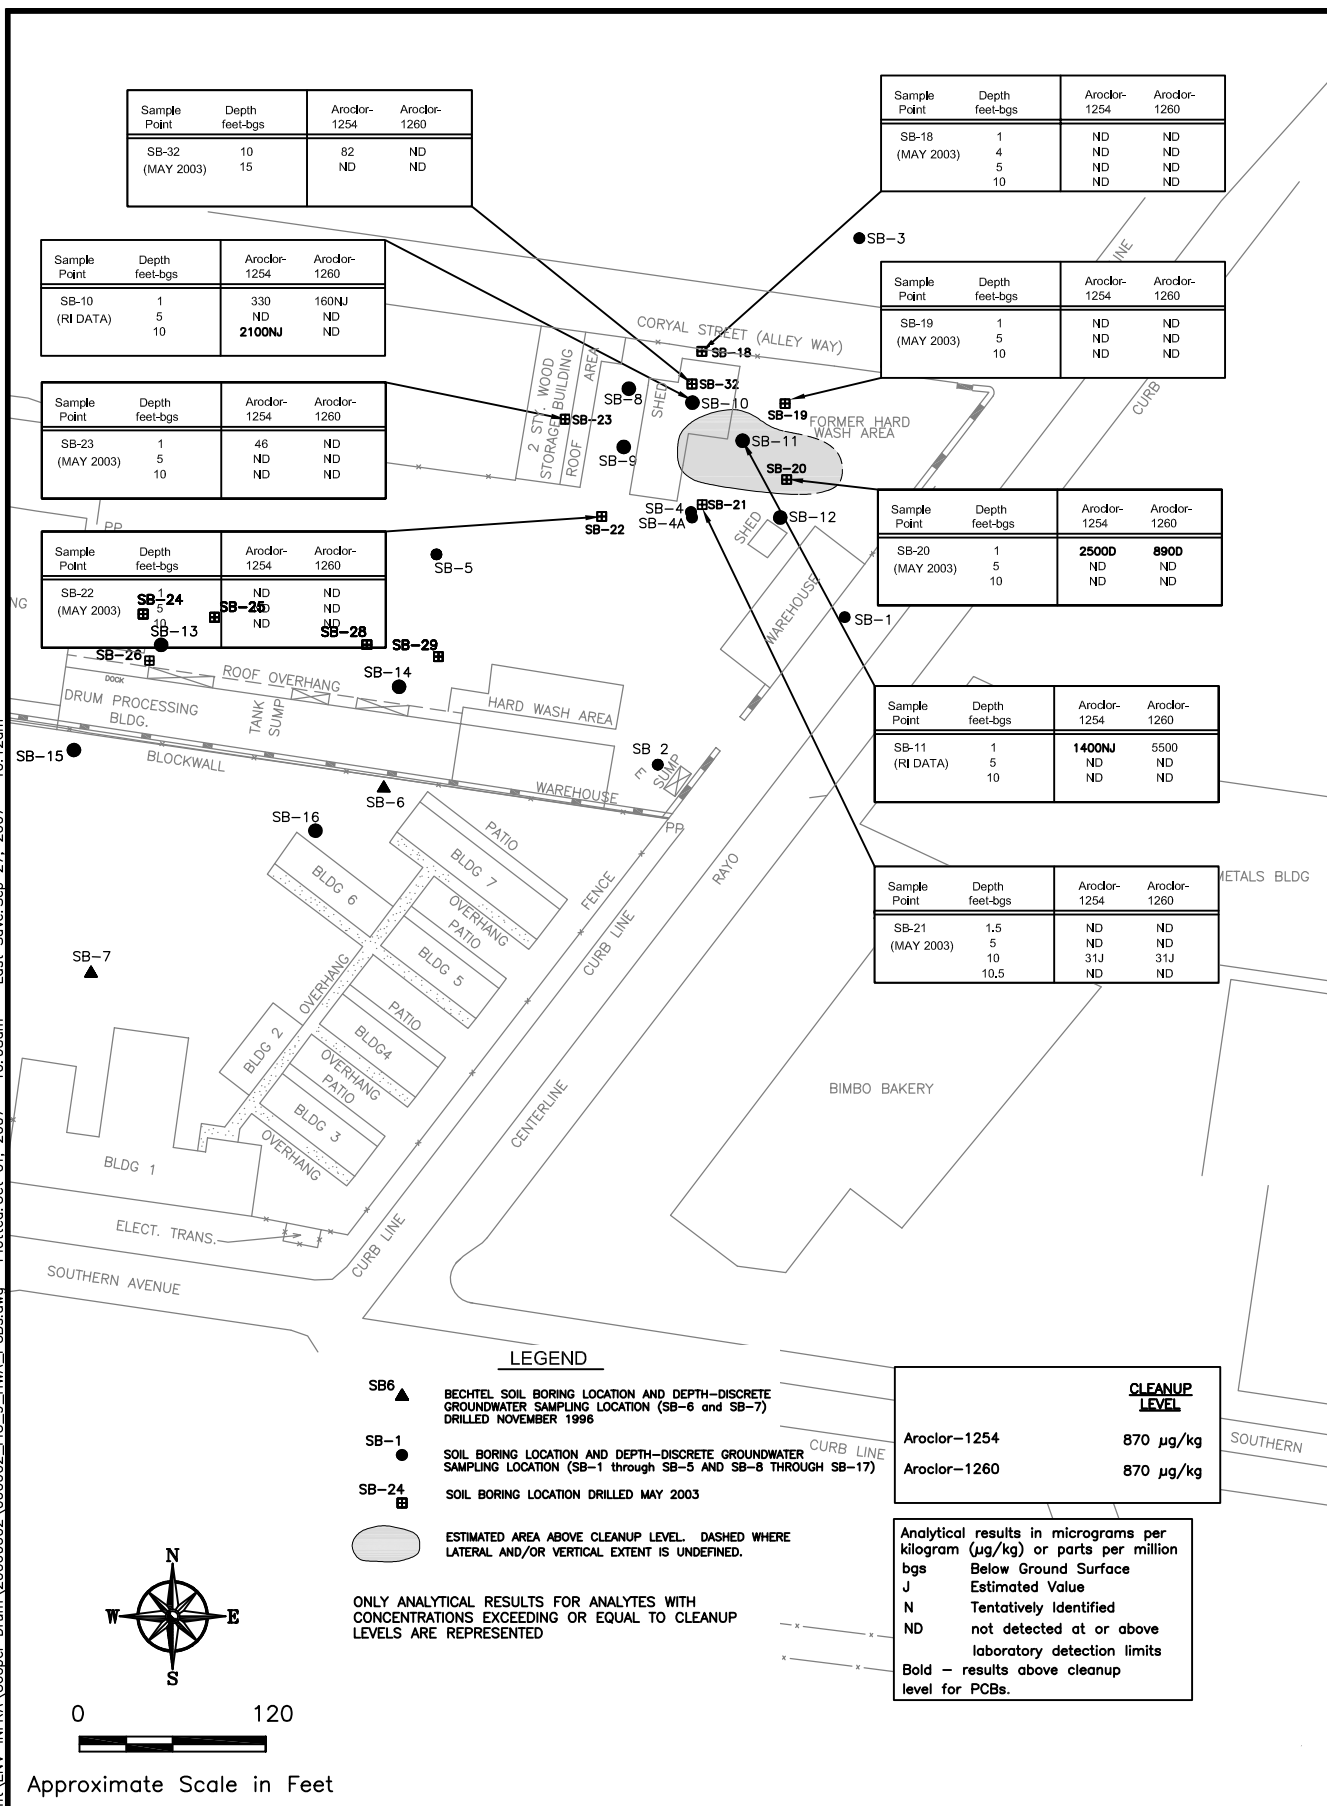 Sample Point Depth feet-bgs Aroclor-1254 Aroclor-1260
SB-32 10 82 ND
(MAY 2003) 15 ND ND
Sample Point Depth feet-bgs Aroclor-1254 Aroclor-1260
SB-18 1 ND ND
(MAY 2003) 4 ND ND
5 ND ND
10 ND ND
SB-3
Sample Point Depth feet-bgs Aroclor-1254 Aroclor-1260
SB-10 1 330 160NJ
(RI DATA) 5 ND ND
10 2100NJ ND
Sample Point Depth feet-bgs Aroclor-1254 Aroclor-1260
SB-19 1 ND ND
(MAY 2003) 5 ND ND
10 ND ND
CORYAL STREET (ALLEY WAY)
CURB
INE
SB-18
SB-32
SB-8
SB-10
SB-19
SHED
2 STY. WOOD
STORAGE BUILDING
ROOF AREA
SB-23
FORMER HARD
WASH AREA
SB-11
SB-9
SB-20
Sample Point Depth feet-bgs Aroclor-1254 Aroclor-1260
SB-23 1 46 ND
(MAY 2003) 5 ND ND
10 ND ND
SB-21
SB-4
SB-4A
SB-12
SB-22
SHED
PP
Sample Point Depth feet-bgs Aroclor-1254 Aroclor-1260
SB-20 1 2500D 890D
(MAY 2003) 5 ND ND
10 ND ND
Sample Point Depth feet-bgs Aroclor-1254 Aroclor-1260
SB-22 1 ND ND
(MAY 2003) 5 ND ND
10 ND ND
SB-5
NG
SB-24
SB-25
SB-13
SB-28
SB-29
SB-26
SB-14
SB-1
WAREHOUSE
ROOF OVERHANG
DOCK
DRUM PROCESSING
BLDG.
TANK
SUMP
HARD WASH AREA
Sample Point Depth feet-bgs Aroclor-1254 Aroclor-1260
SB-11 1 1400NJ 5500
(RI DATA) 5 ND ND
10 ND ND
SB-15
BLOCKWALL
SB 2
SUMP
E
WAREHOUSE
SB-6
SB-16
PP
PATIO
BLDG 7
BLDG 6
OVERHANG
PATIO
FENCE
RAYO
METALS BLDG
Sample Point Depth feet-bgs Aroclor-1254 Aroclor-1260
SB-21 1.5 ND ND
(MAY 2003) 5 ND ND
10 31J 31J
10.5 ND ND
SB-7
BLDG 5
CURB LINE
OVERHANG
PATIO
BLDG 2
BLDG4
OVERHANG
PATIO
BLDG 3
OVERHANG
BIMBO BAKERY
CENTERLINE
BLDG 1
ELECT. TRANS.
CURB LINE
SOUTHERN AVENUE
LEGEND
SB6
BECHTEL SOIL BORING LOCATION AND DEPTH-DISCRETE
GROUNDWATER SAMPLING LOCATION (SB-6 and SB-7)
DRILLED NOVEMBER 1996
SB-1
SOIL BORING LOCATION AND DEPTH-DISCRETE GROUNDWATER
SAMPLING LOCATION (SB-1 through SB-5 AND SB-8 THROUGH SB-17)
SB-24
SOIL BORING LOCATION DRILLED MAY 2003
ESTIMATED AREA ABOVE CLEANUP LEVEL. DASHED WHERE
LATERAL AND/OR VERTICAL EXTENT IS UNDEFINED.
ONLY ANALYTICAL RESULTS FOR ANALYTES WITH
CONCENTRATIONS EXCEEDING OR EQUAL TO CLEANUP
LEVELS ARE REPRESENTED
CURB LINE
SOUTHERN
CLEANUP
LEVEL
Aroclor-1254 870 µg/kg
Aroclor-1260 870 µg/kg
Analytical results in micrograms per
kilogram (µg/kg) or parts per million
bgs Below Ground Surface
J Estimated Value
N Tentatively Identified
ND not detected at or above
laboratory detection limits
Bold – results above cleanup
level for PCBs.
N
W E
S
0 120
Approximate Scale in Feet